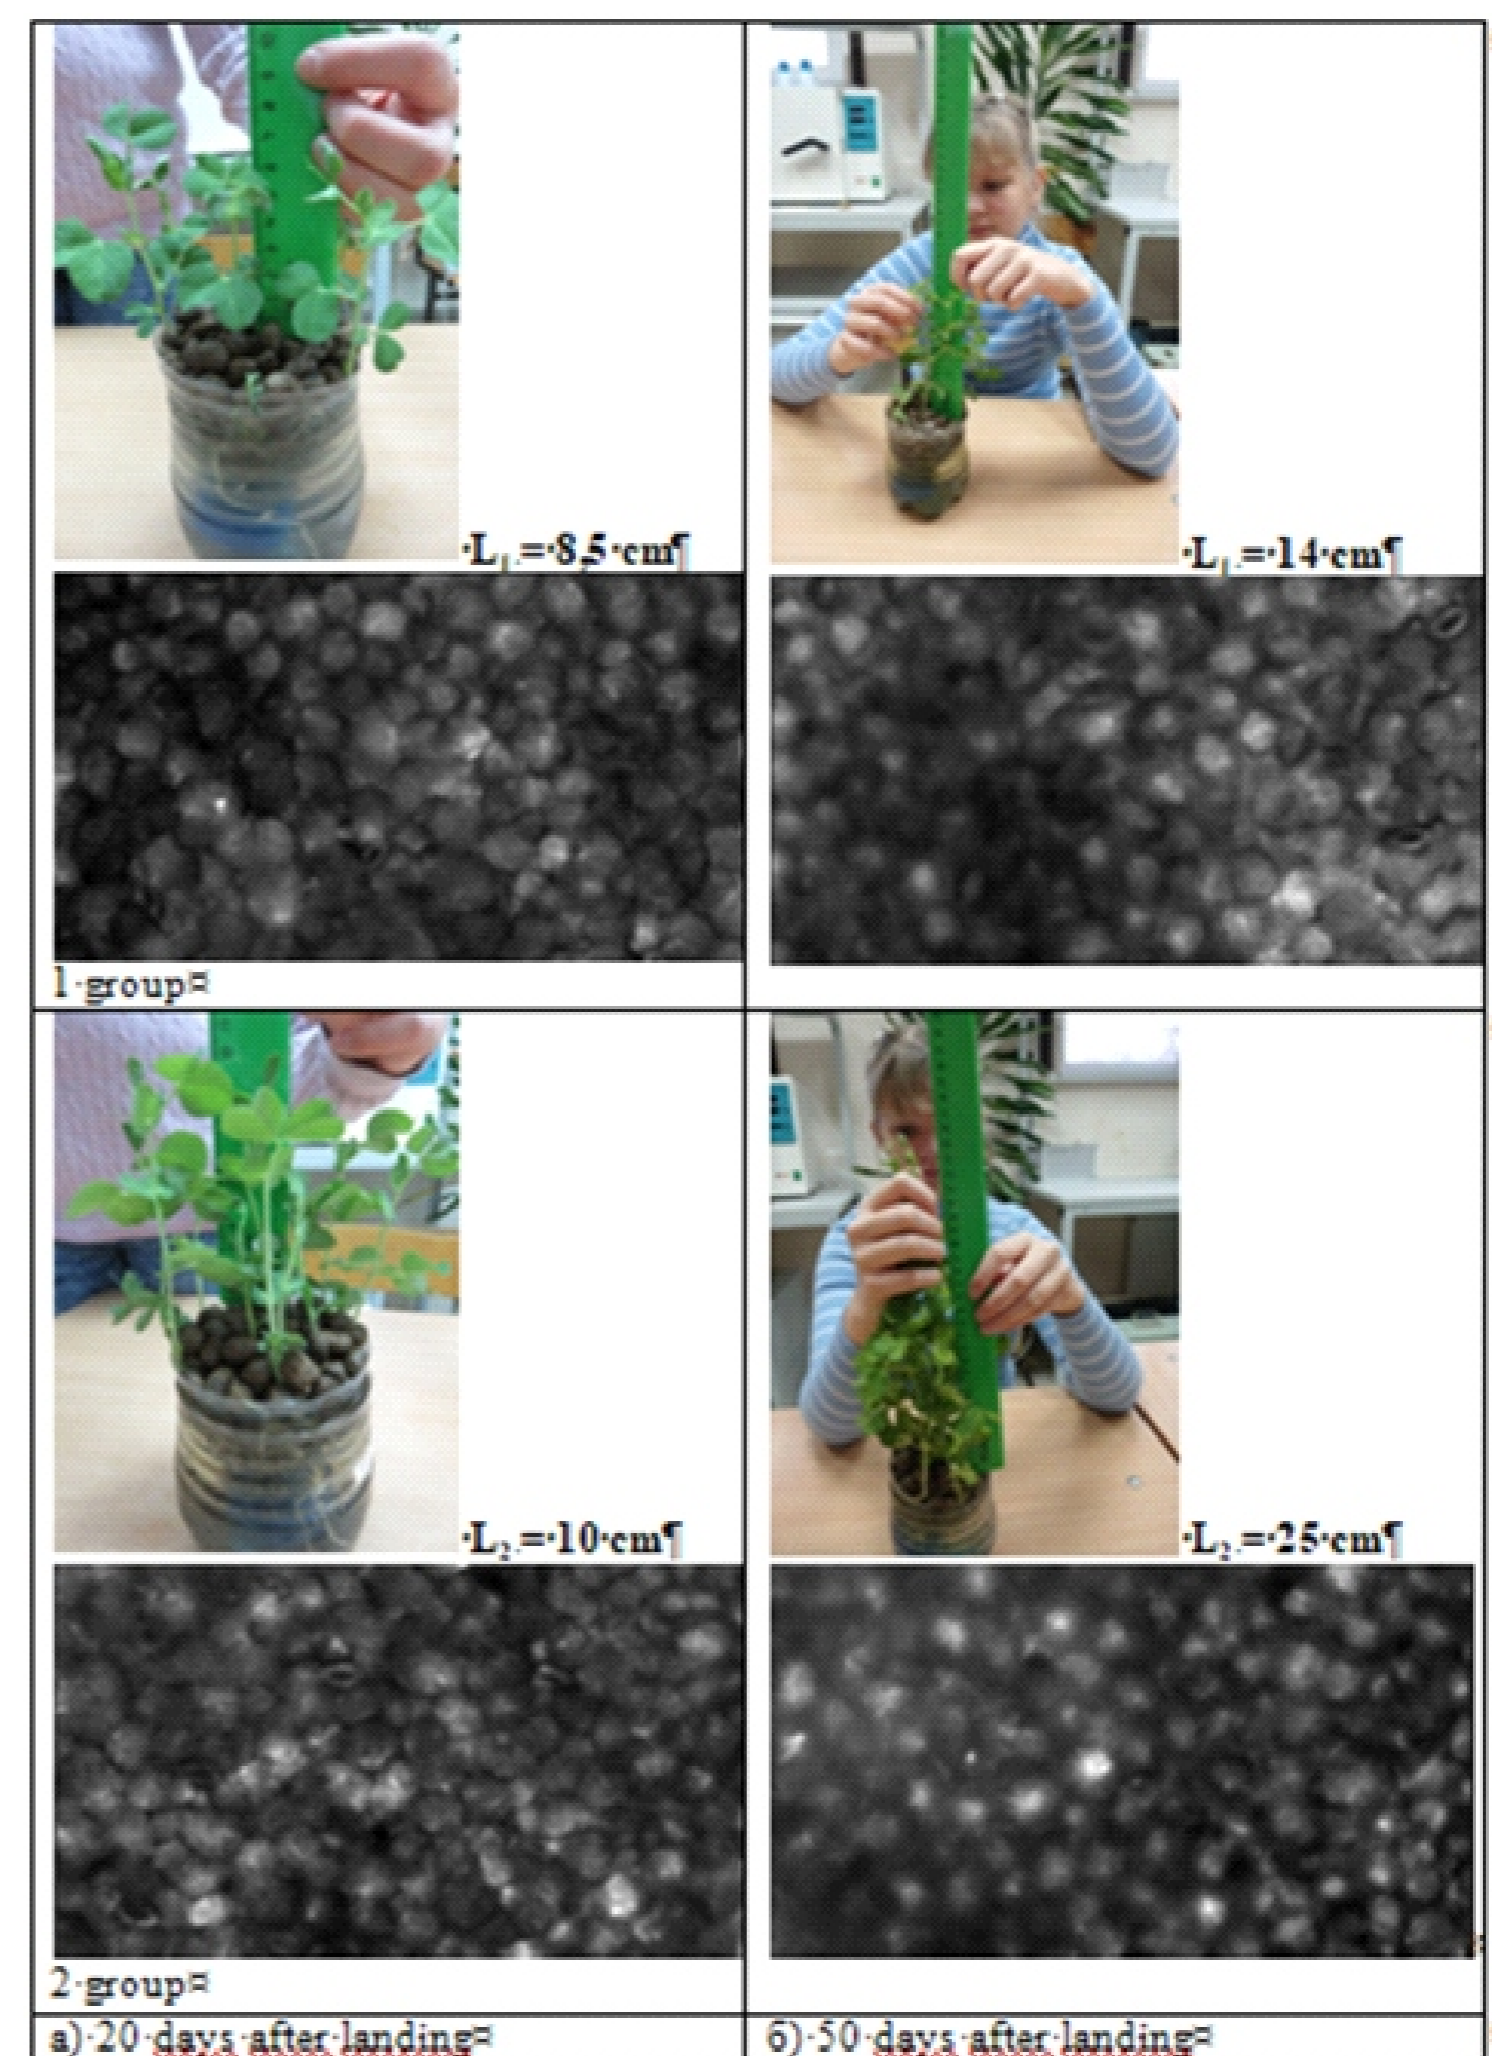 ·L₁.=·8,5·cm¶
·L₁.=·14·cm¶
1·group¤
·L₂.=·10·cm¶
·L₂.=·25·cm¶
2·group¤
а)·20·days·after·landing¤
б)·50·days·after·landing¤